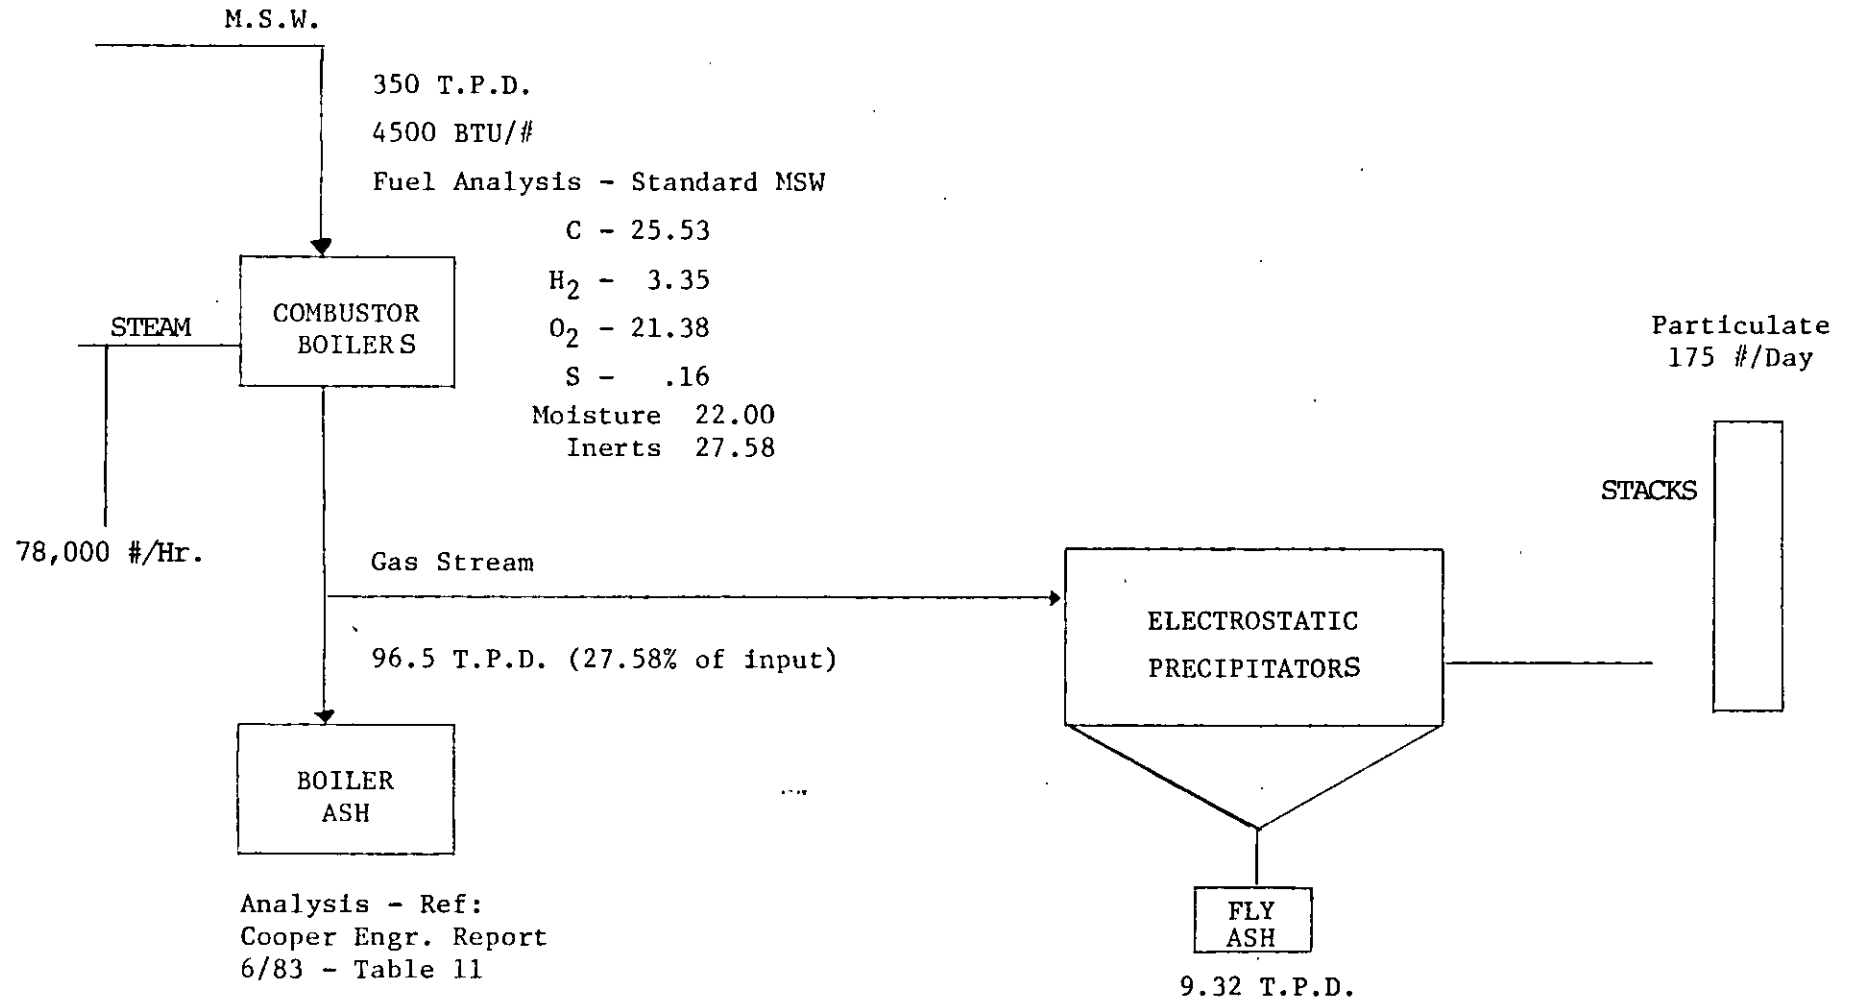 M.S.W.
350 T.P.D.
4500 BTU/#
Fuel Analysis - Standard MSW
C - 25.53
H2 - 3.35
O2 - 21.38
S - .16
Moisture 22.00
Inerts 27.58
COMBUSTOR
BOILERS
STEAM
78,000 #/Hr.
Particulate
175 #/Day
STACKS
Gas Stream
96.5 T.P.D. (27.58% of input)
ELECTROSTATIC
PRECIPITATORS
BOILER
ASH
Analysis - Ref:
Cooper Engr. Report
6/83 - Table 11
FLY
ASH
9.32 T.P.D.